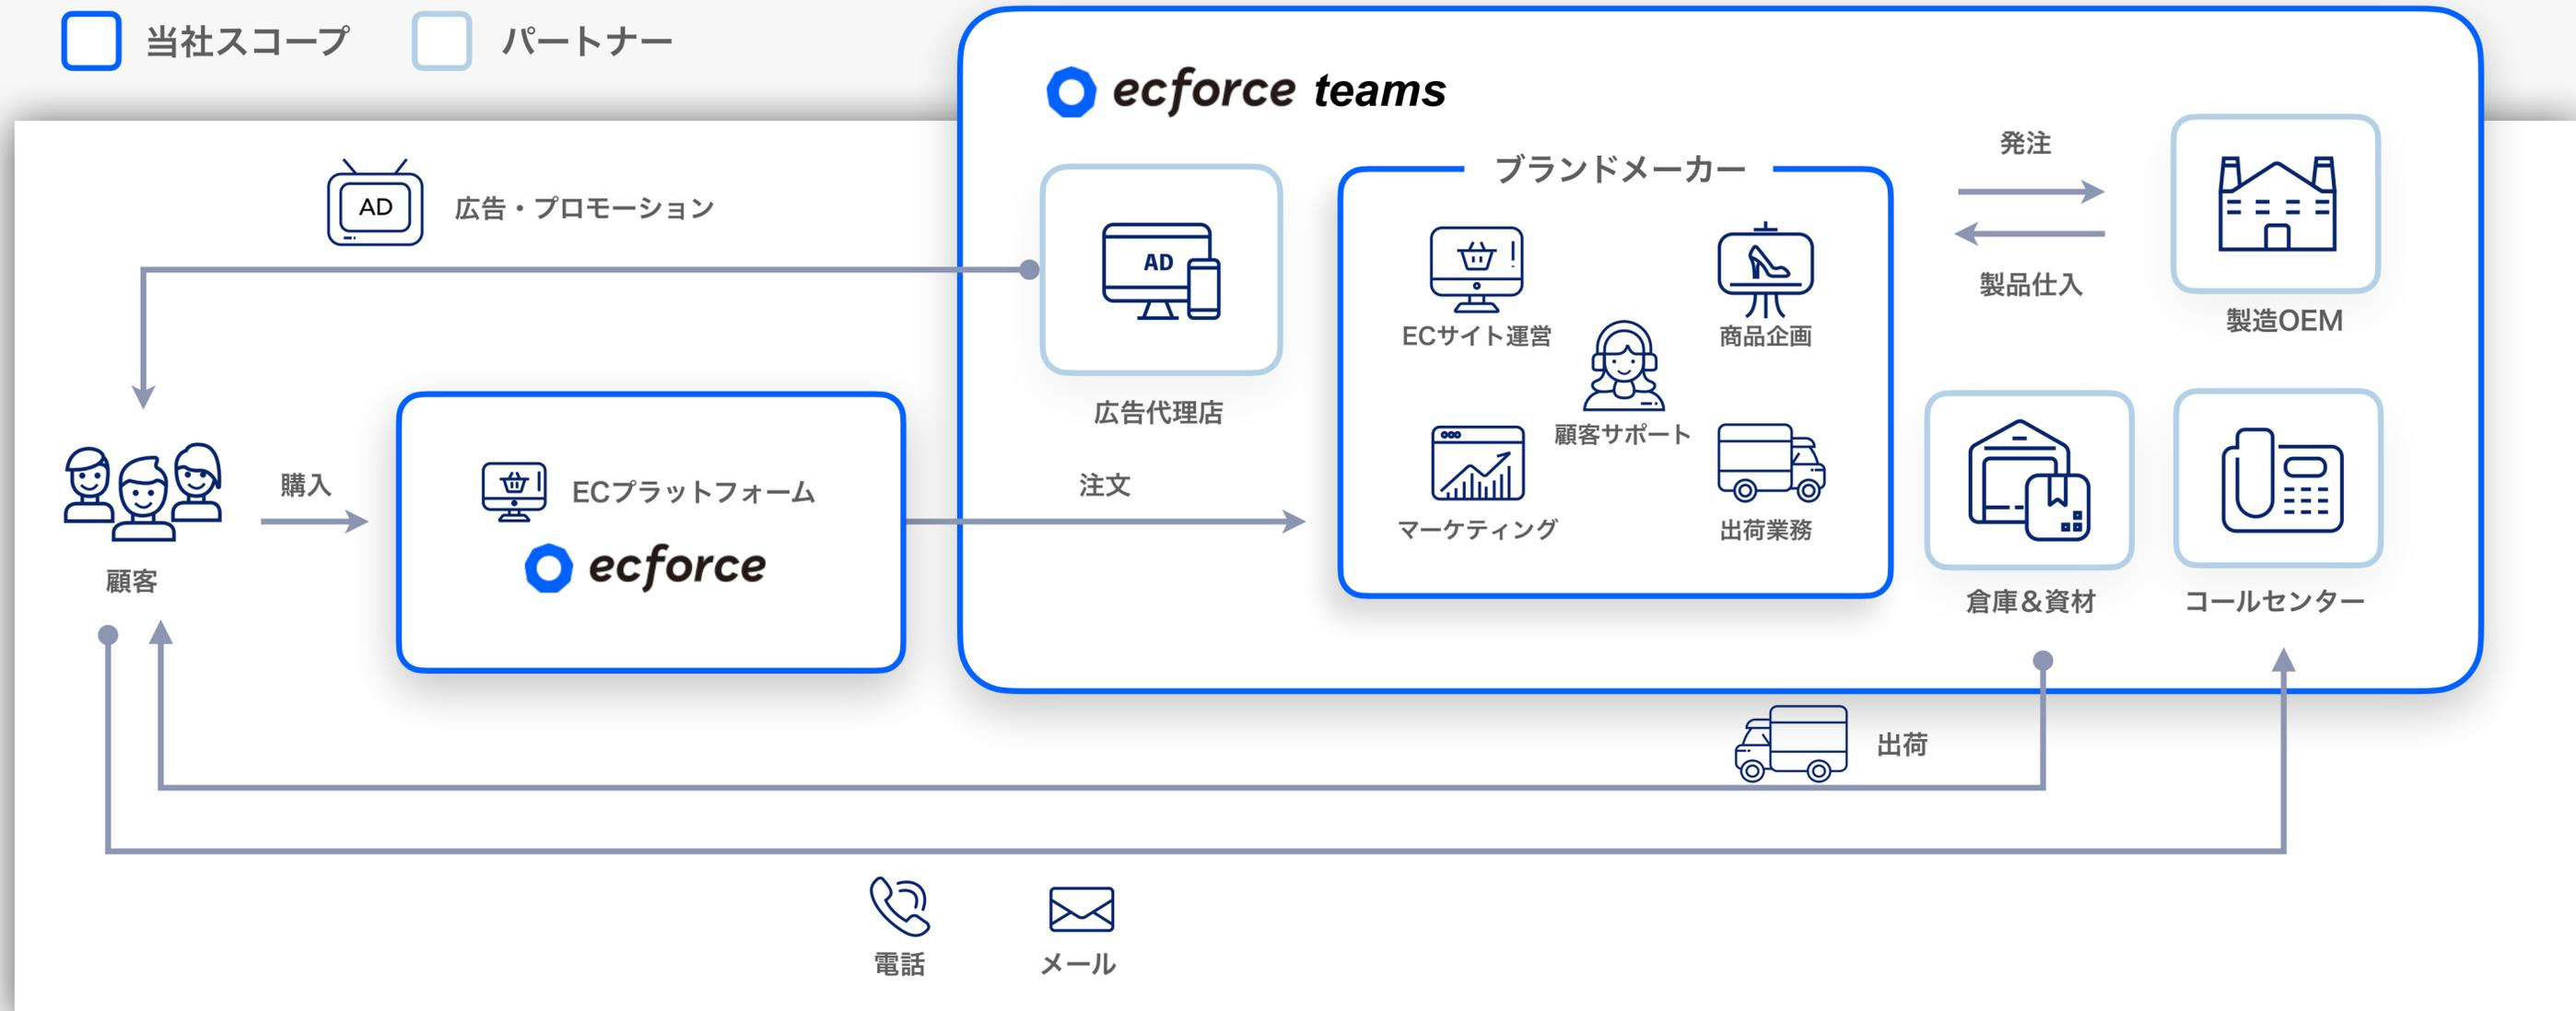 当社スコープ
パートナー
ecforce teams
AD
広告・プロモーション
AD
広告代理店
ブランドメーカー
ECサイト運営
商品企画
顧客サポート
マーケティング
出荷業務
発注
製品仕入
製造OEM
倉庫＆資材
コールセンター
顧客
購入
ECプラットフォーム
ecforce
注文
出荷
電話
メール